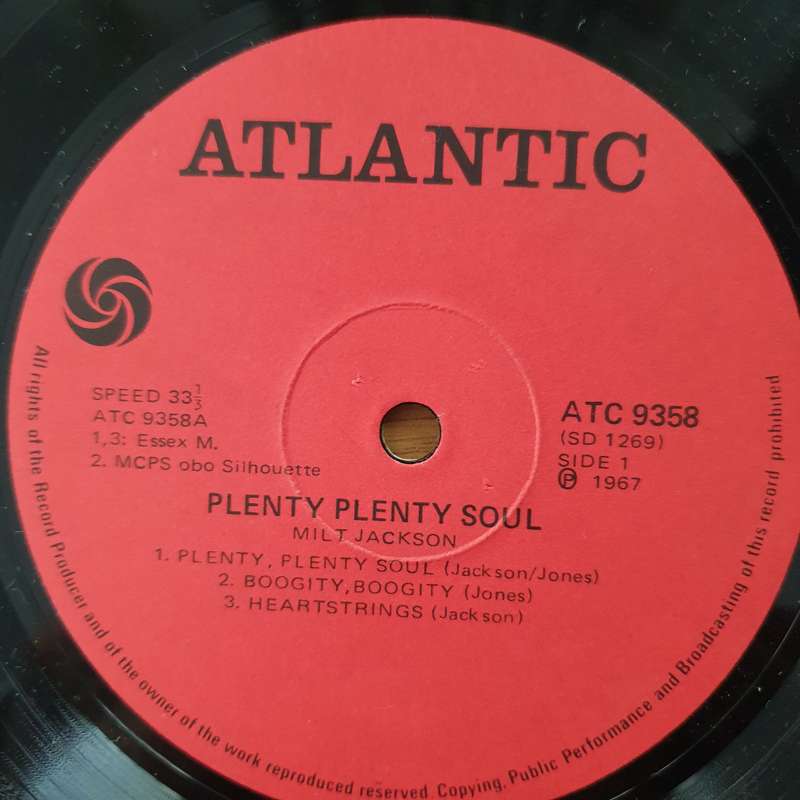 ATLANTIC
SPEED 33⅓
ATC 9358A
1,3: Essex M.
2. MCPS obo Silhouette
ATC 9358
(SD 1269)
SIDE 1
Ⓟ 1967
PLENTY PLENTY SOUL
MILT JACKSON
1. PLENTY, PLENTY SOUL (Jackson/Jones)
2. BOOGITY, BOOGITY (Jones)
3. HEARTSTRINGS (Jackson)
All rights of the Record Producer and of the owner of the work reproduced reserved. Copying, Public Performance and Broadcasting of this record prohibited